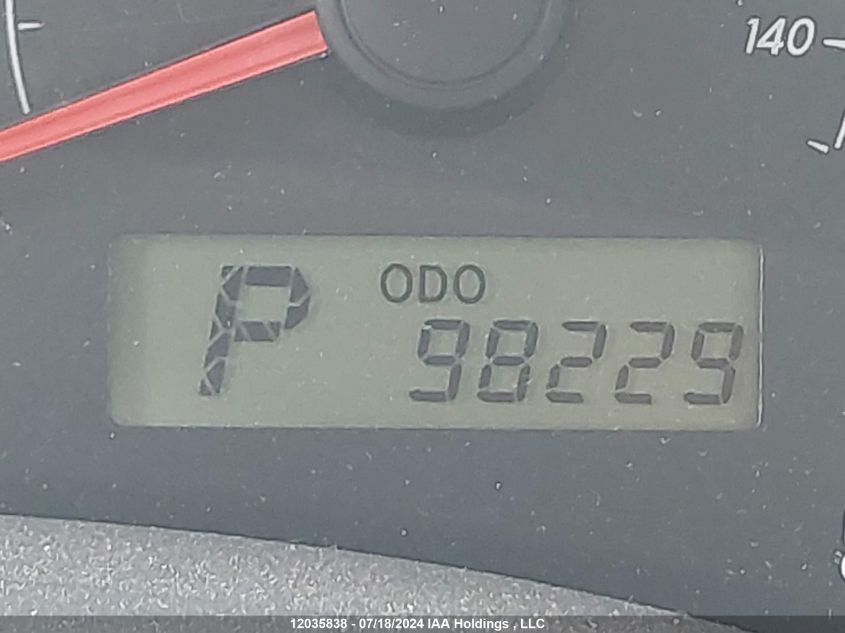 140
P
ODO
98229
12035838 - 07/18/2024 IAA Holdings , LLC